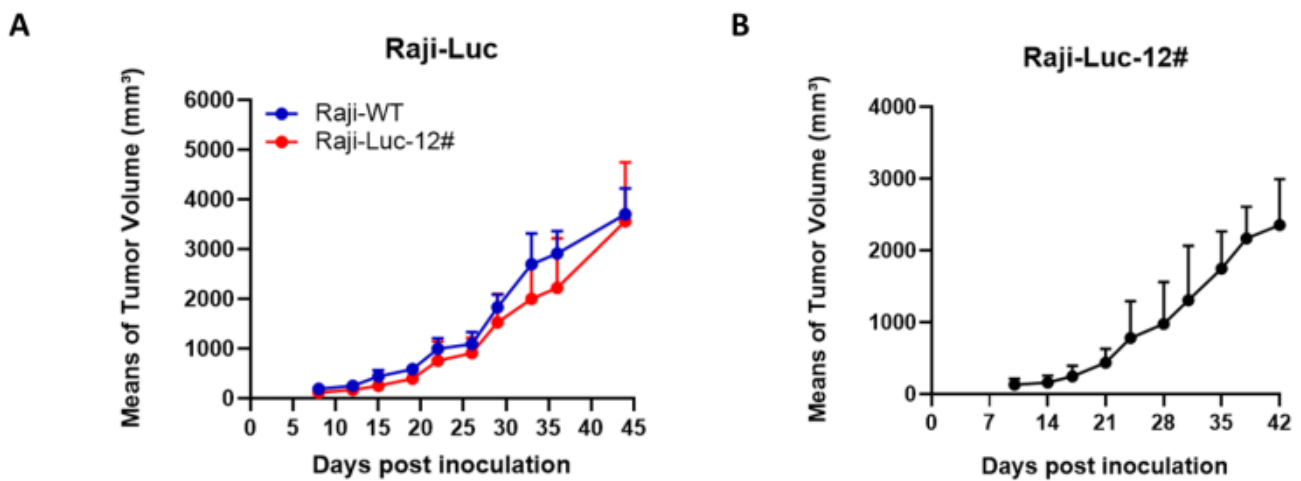 A
Raji-Luc
Means of Tumor Volume (mm³)
6000
5000
4000
3000
2000
1000
0
Raji-WT
Raji-Luc-12#
0 5 10 15 20 25 30 35 40 45
Days post inoculation
B
Raji-Luc-12#
Means of Tumor Volume (mm³)
4000
3000
2000
1000
0
0 7 14 21 28 35 42
Days post inoculation